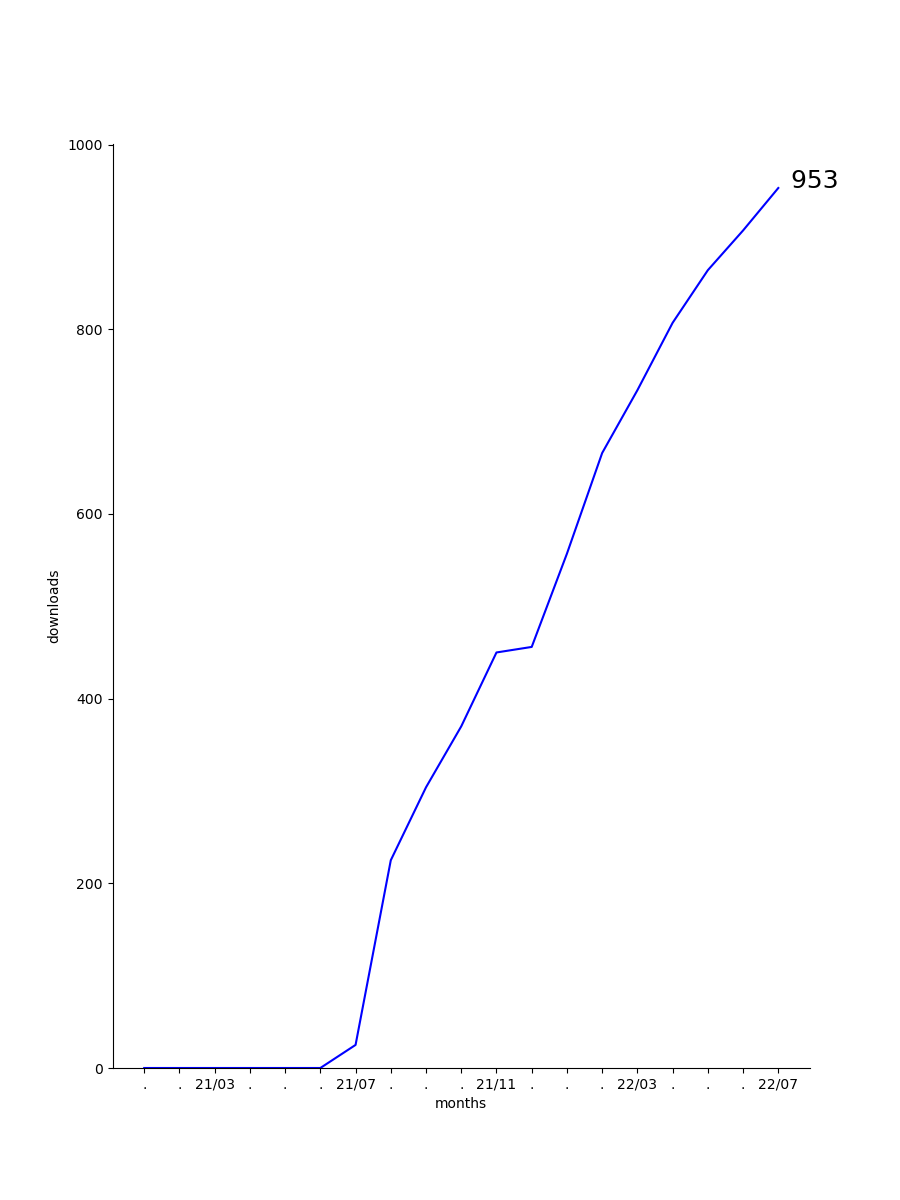 1000
953
800
600
downloads
400
200
0
. . 21/03 . . . 21/07 . . . 21/11 . . . 22/03 . . . 22/07
months